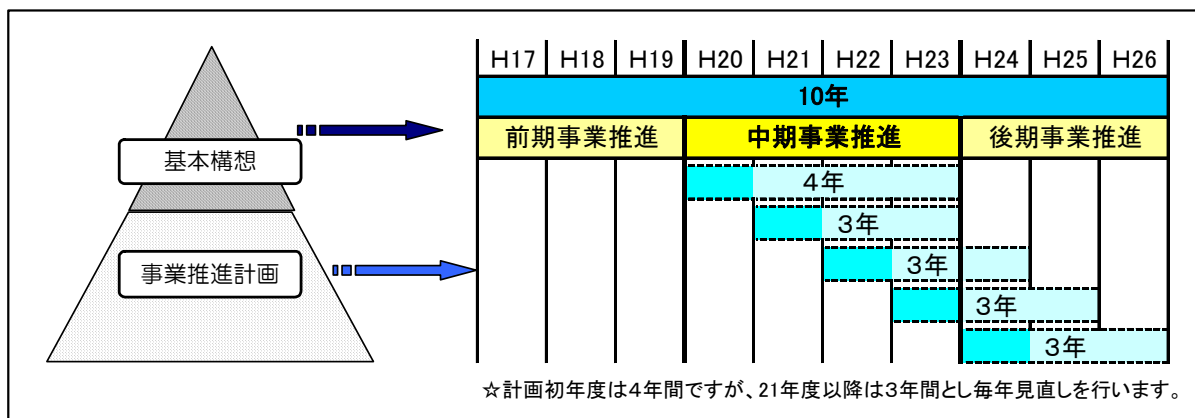 基本構想
事業推進計画
H17 H18 H19 H20 H21 H22 H23 H24 H25 H26
10年
前期事業推進 中期事業推進 後期事業推進
４年
３年
３年
３年
３年
☆計画初年度は４年間ですが、21年度以降は３年間とし毎年見直しを行います。